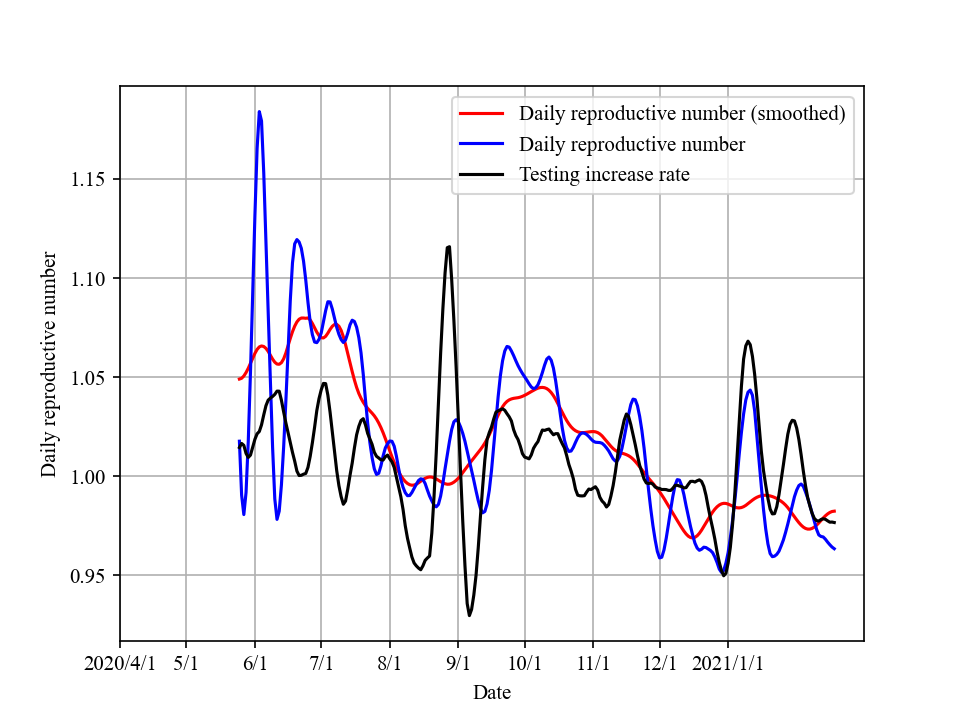 Daily reproductive number (smoothed)
Daily reproductive number
Testing increase rate
Daily reproductive number
1.15
1.10
1.05
1.00
0.95
2020/4/1 5/1 6/1 7/1 8/1 9/1 10/1 11/1 12/1 2021/1/1
Date